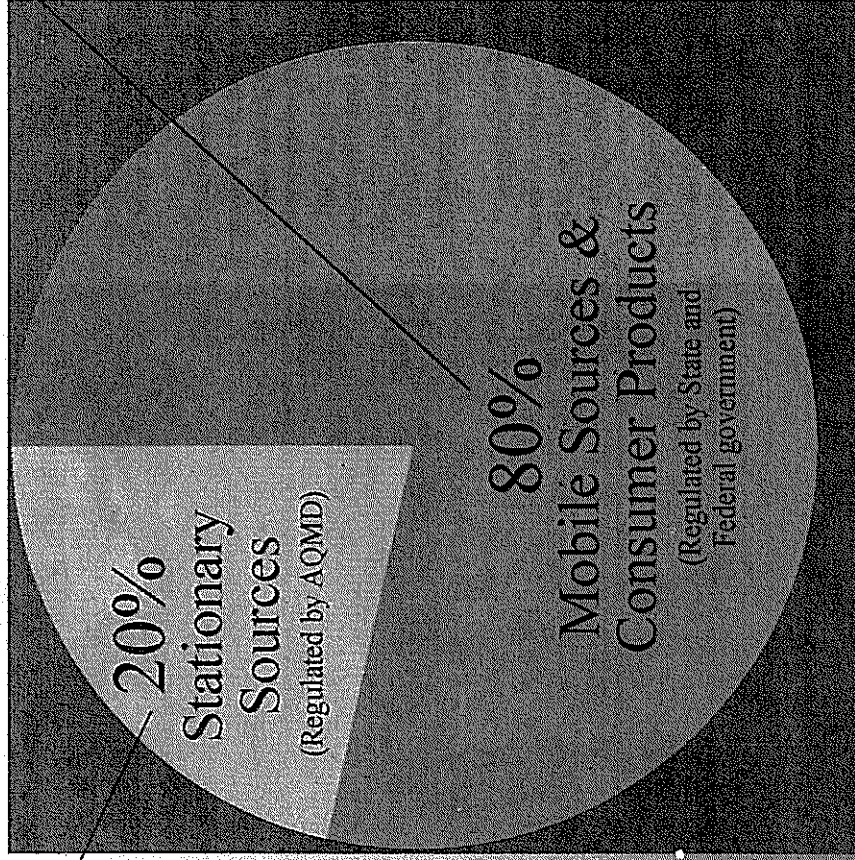 20%
Stationary
Sources
(Regulated by AQMD)
80%
Mobile Sources &
Consumer Products
(Regulated by State and
Federal government)